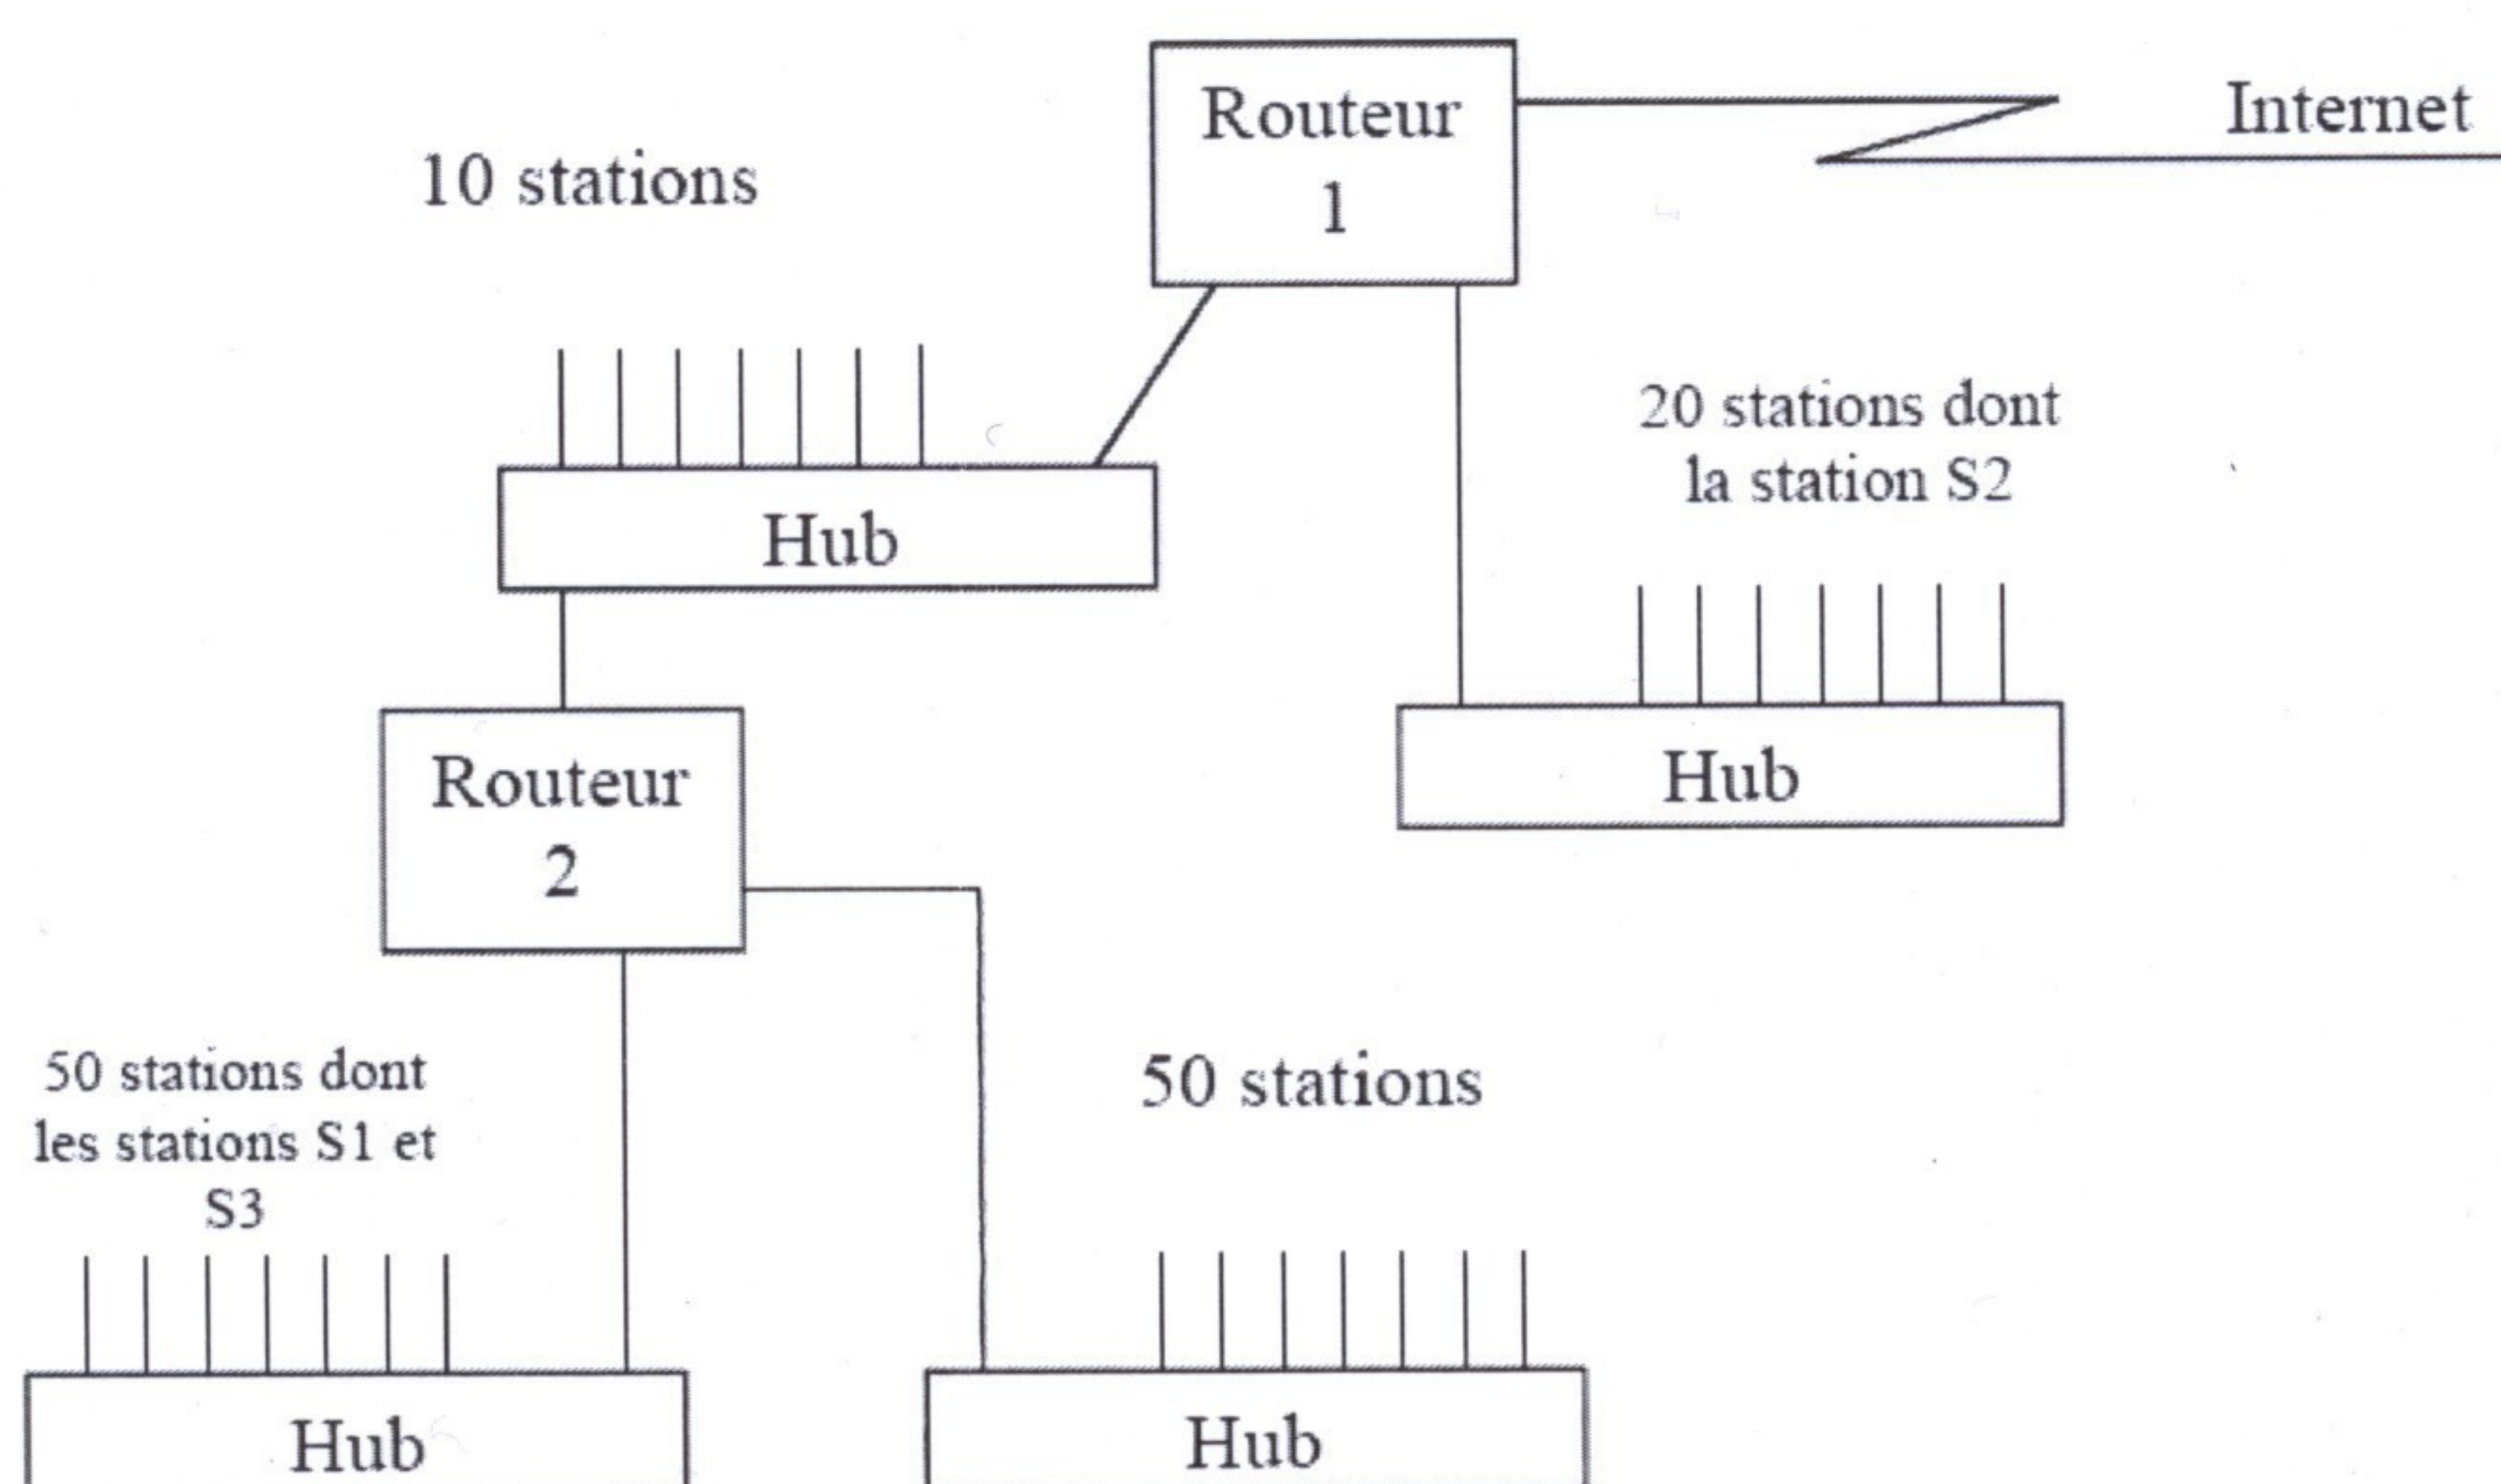 Routeur
1
Internet
10 stations
20 stations dont
la station S2
Hub
Routeur
2
Hub
50 stations dont
les stations S1 et
S3
50 stations
Hub
Hub